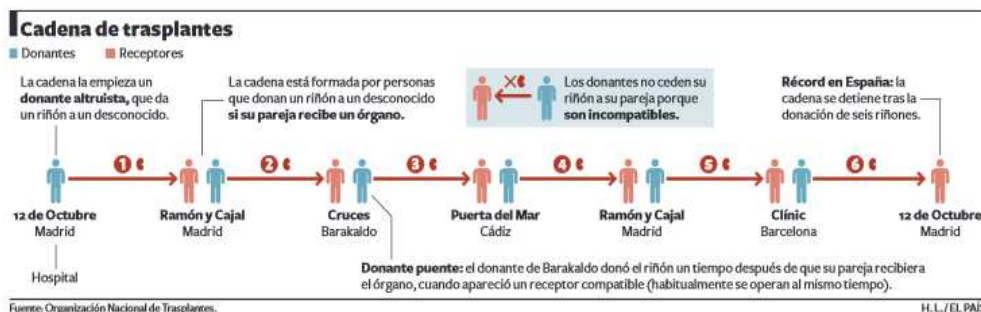 Cadena de trasplantes
Donantes
Receptores
La cadena la empieza un
donante altruista, que da
un riñón a un desconocido.
La cadena está formada por personas
que donan un riñón a un desconocido
si su pareja recibe un órgano.
Los donantes no ceden su
riñón a su pareja porque
son incompatibles.
Récord en España: la
cadena se detiene tras la
donación de seis riñones.
1
2
3
4
5
6
12 de Octubre
Madrid
Ramón y Cajal
Madrid
Cruces
Barakaldo
Puerta del Mar
Cádiz
Ramón y Cajal
Madrid
Clínic
Barcelona
12 de Octubre
Madrid
Hospital
Donante puente: el donante de Barakaldo donó el riñón un tiempo después de que su pareja recibiera
el órgano, cuando apareció un receptor compatible (habitualmente se operan al mismo tiempo).
Fuente: Organización Nacional de Trasplantes.
H. L. / EL PAÍS